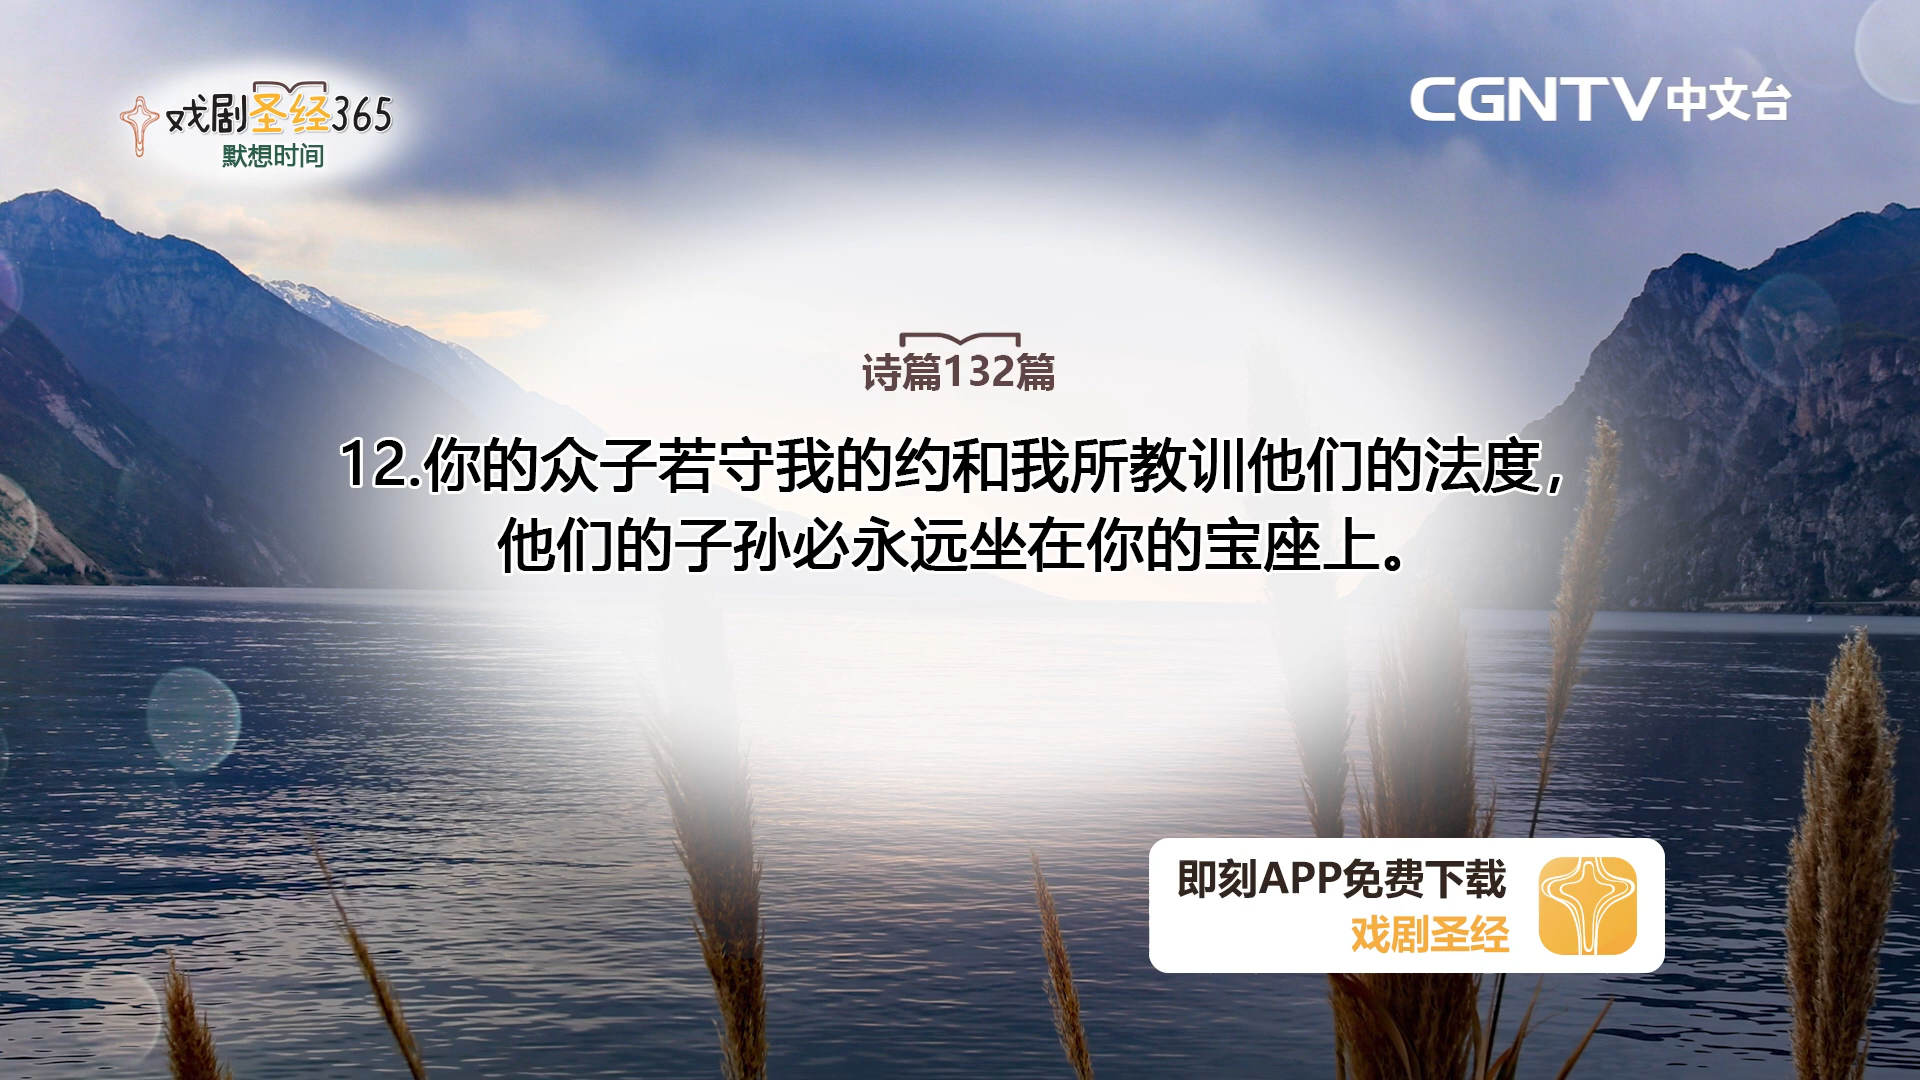 戏剧圣经365
默想时间
CGNTV中文台
诗篇132篇
12.你的众子若守我的约和我所教训他们的法度，
他们的子孙必永远坐在你的宝座上。
即刻APP免费下载
戏剧圣经